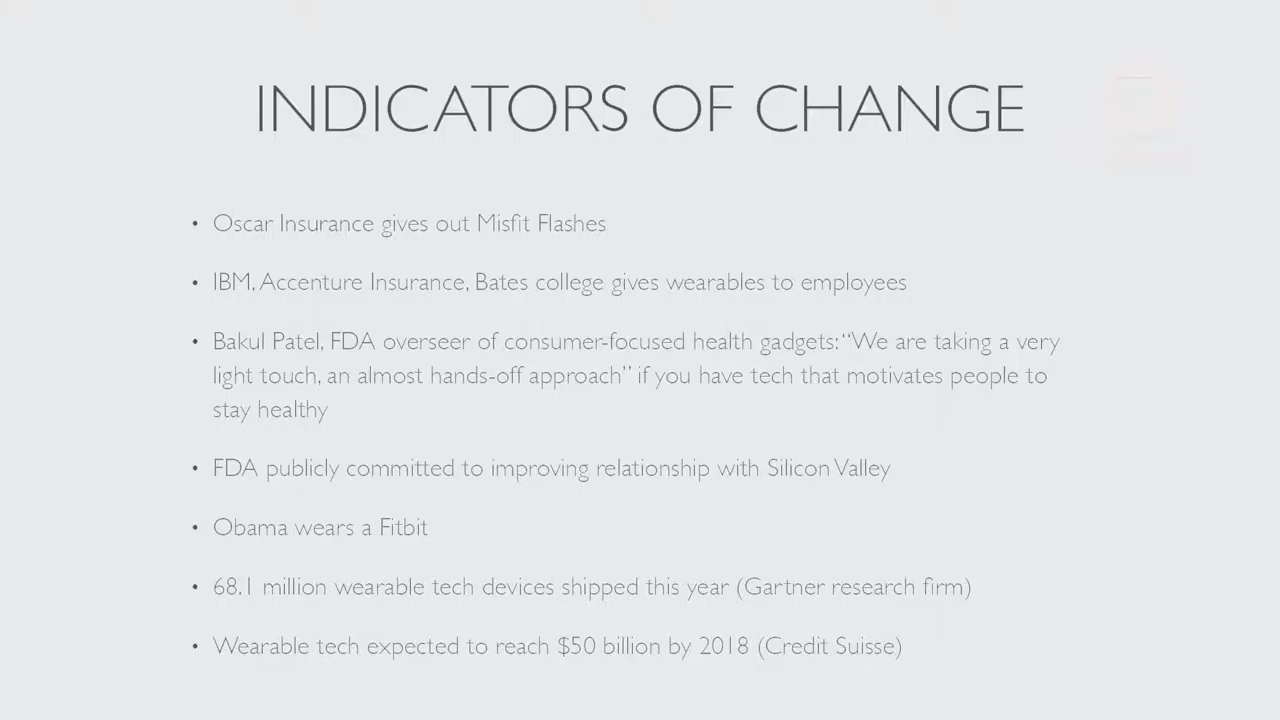 INDICATORS OF CHANGE
• Oscar Insurance gives out Misfit Flashes
• IBM, Accenture Insurance, Bates college gives wearables to employees
• Bakul Patel, FDA overseer of consumer-focused health gadgets: “We are taking a very
light touch, an almost hands-off approach” if you have tech that motivates people to
stay healthy
• FDA publicly committed to improving relationship with Silicon Valley
• Obama wears a Fitbit
• 68.1 million wearable tech devices shipped this year (Gartner research firm)
• Wearable tech expected to reach $50 billion by 2018 (Credit Suisse)